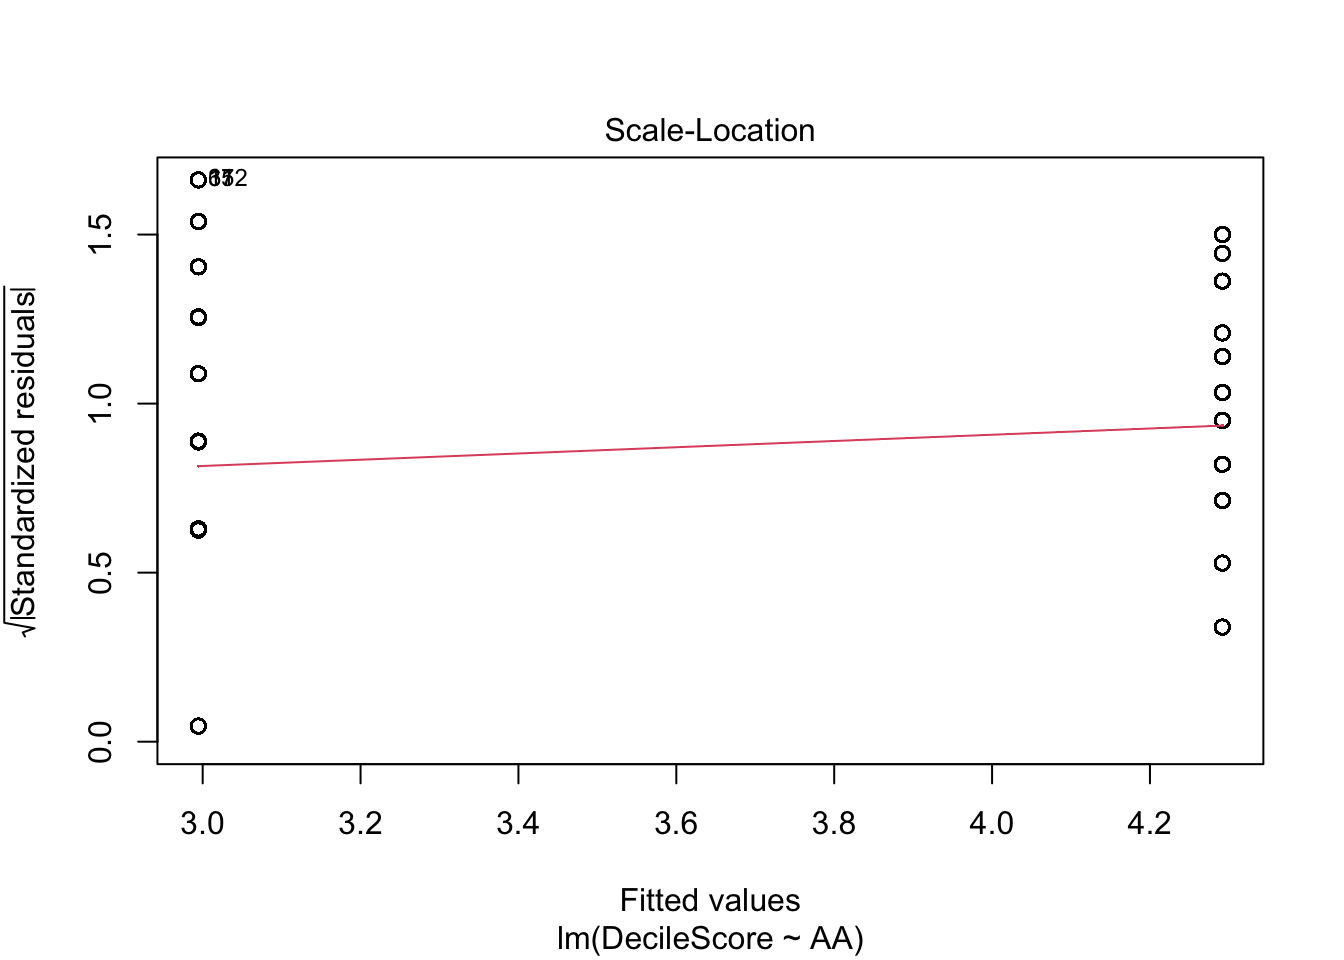 Scale-Location
√|Standardized residuals|
1.5
1.0
0.5
0.0
3.0 3.2 3.4 3.6 3.8 4.0 4.2
Fitted values
lm(DecileScore ~ AA)